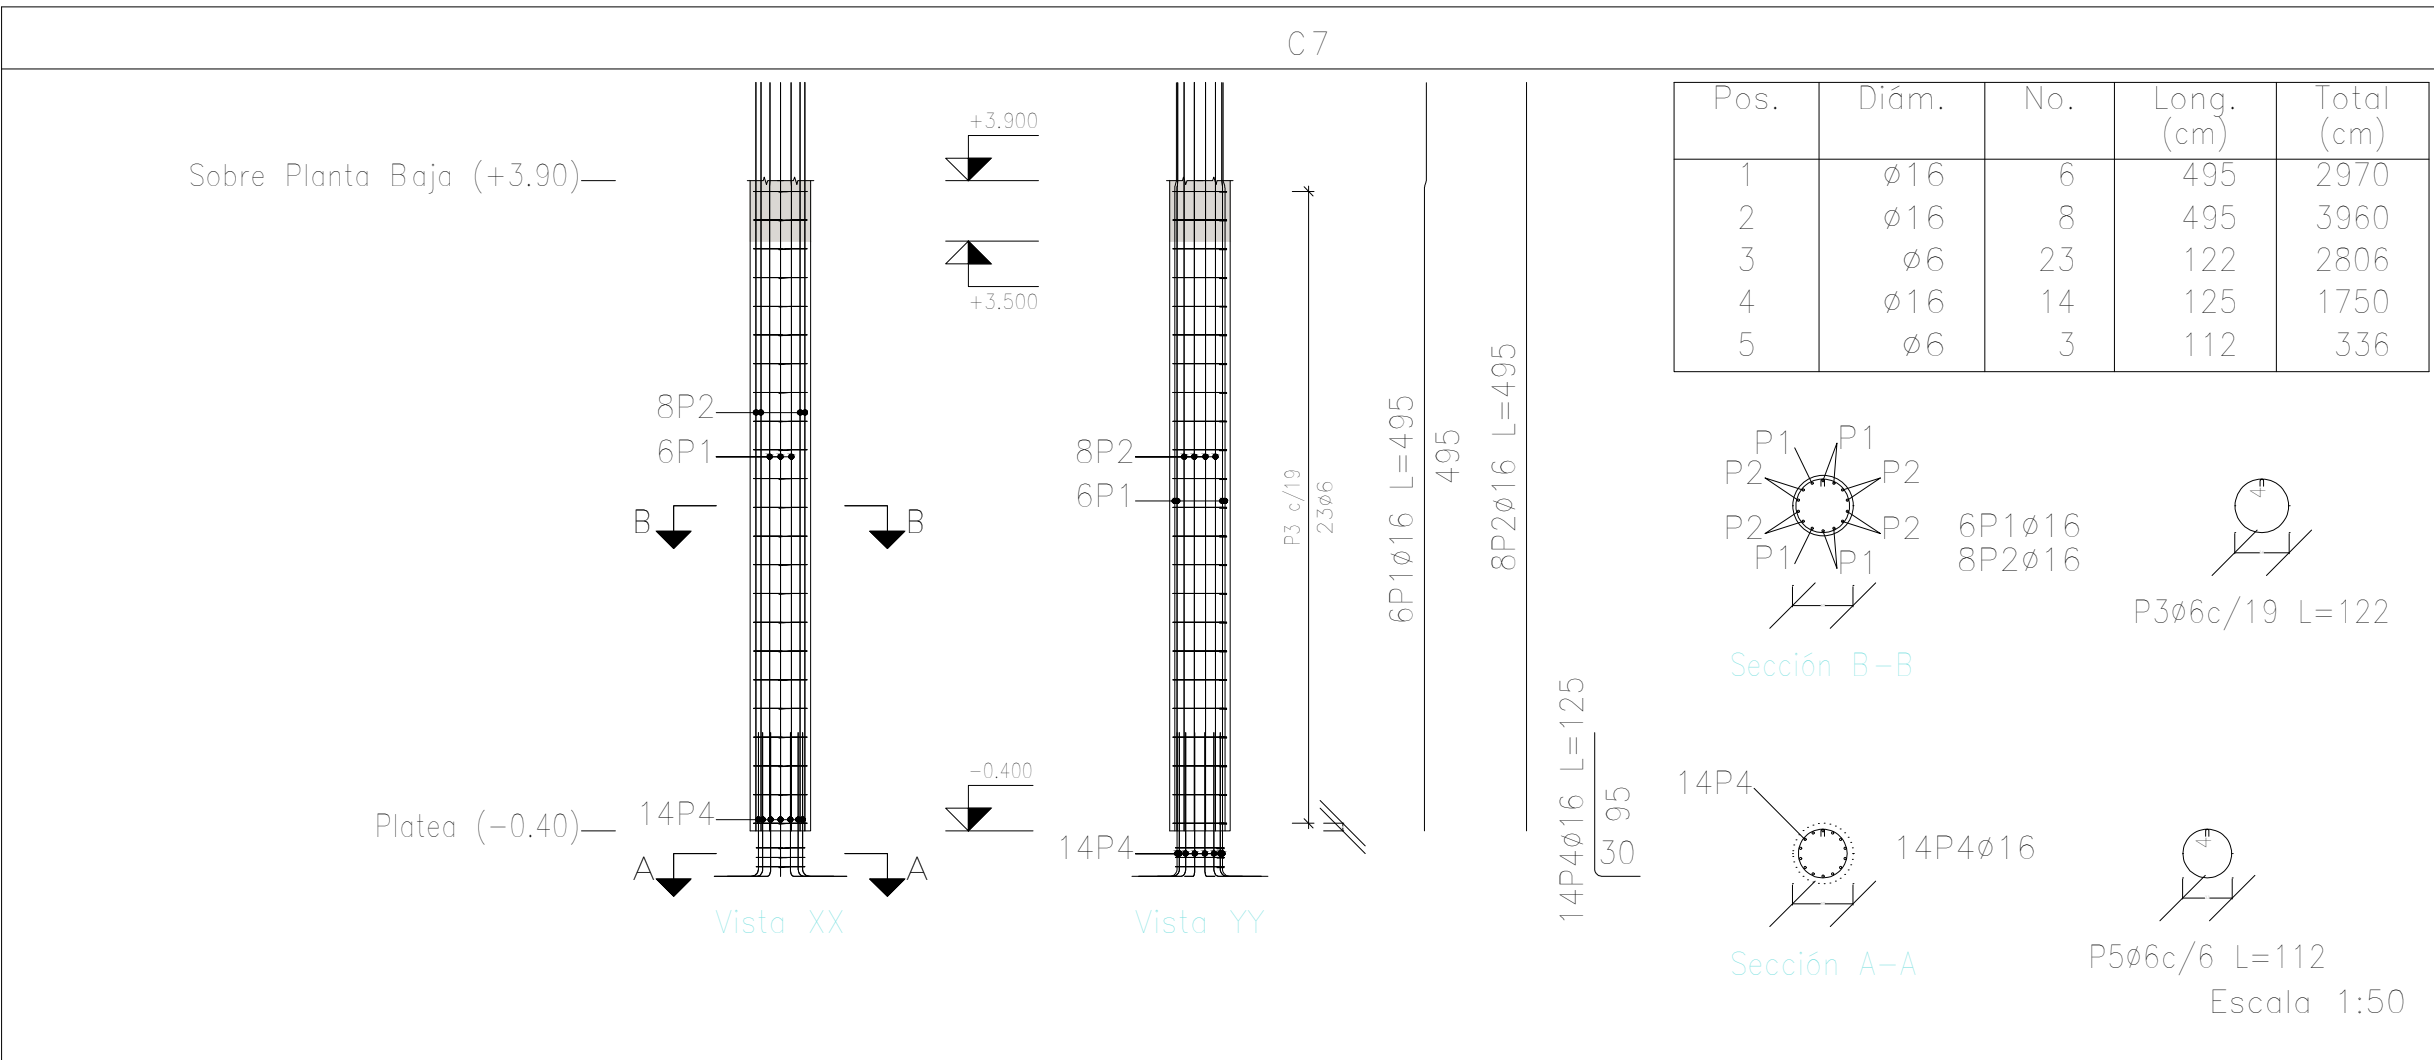 C7
Sobre Planta Baja (+3.90)
+3.900
+3.500
8P2
6P1
B
B
14P4
Platea (-0.40)
-0.400
A
A
Vista XX
8P2
6P1
14P4
Vista YY
P3 c/19
23ø6
6P1ø16 L=495
495
8P2ø16 L=495
14P4ø16 L=125
95
30
Pos. Diám. No. Long. (cm) Total (cm)
1 ø16 6 495 2970
2 ø16 8 495 3960
3 ø6 23 122 2806
4 ø16 14 125 1750
5 ø6 3 112 336
P1 P1
P2 P2
P2 P2
P1 P1
6P1ø16
8P2ø16
Sección B-B
4
P3ø6c/19 L=122
14P4
14P4ø16
Sección A-A
4
P5ø6c/6 L=112
Escala 1:50